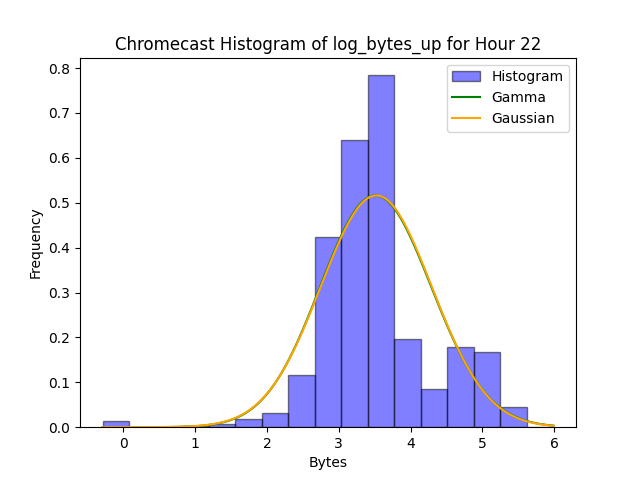 Chromecast Histogram of log_bytes_up for Hour 22
Histogram
Gamma
Gaussian
Frequency
0.8
0.7
0.6
0.5
0.4
0.3
0.2
0.1
0.0
0 1 2 3 4 5 6
Bytes